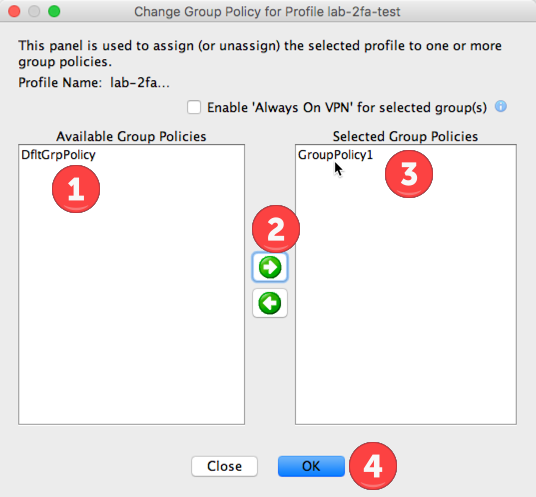 Change Group Policy for Profile lab-2fa-test
This panel is used to assign (or unassign) the selected profile to one or more
group policies.
Profile Name: lab-2fa...
Enable 'Always On VPN' for selected group(s) i
Available Group Policies
Selected Group Policies
DfltGrpPolicy
GroupPolicy1
1
3
2
Close
OK
4